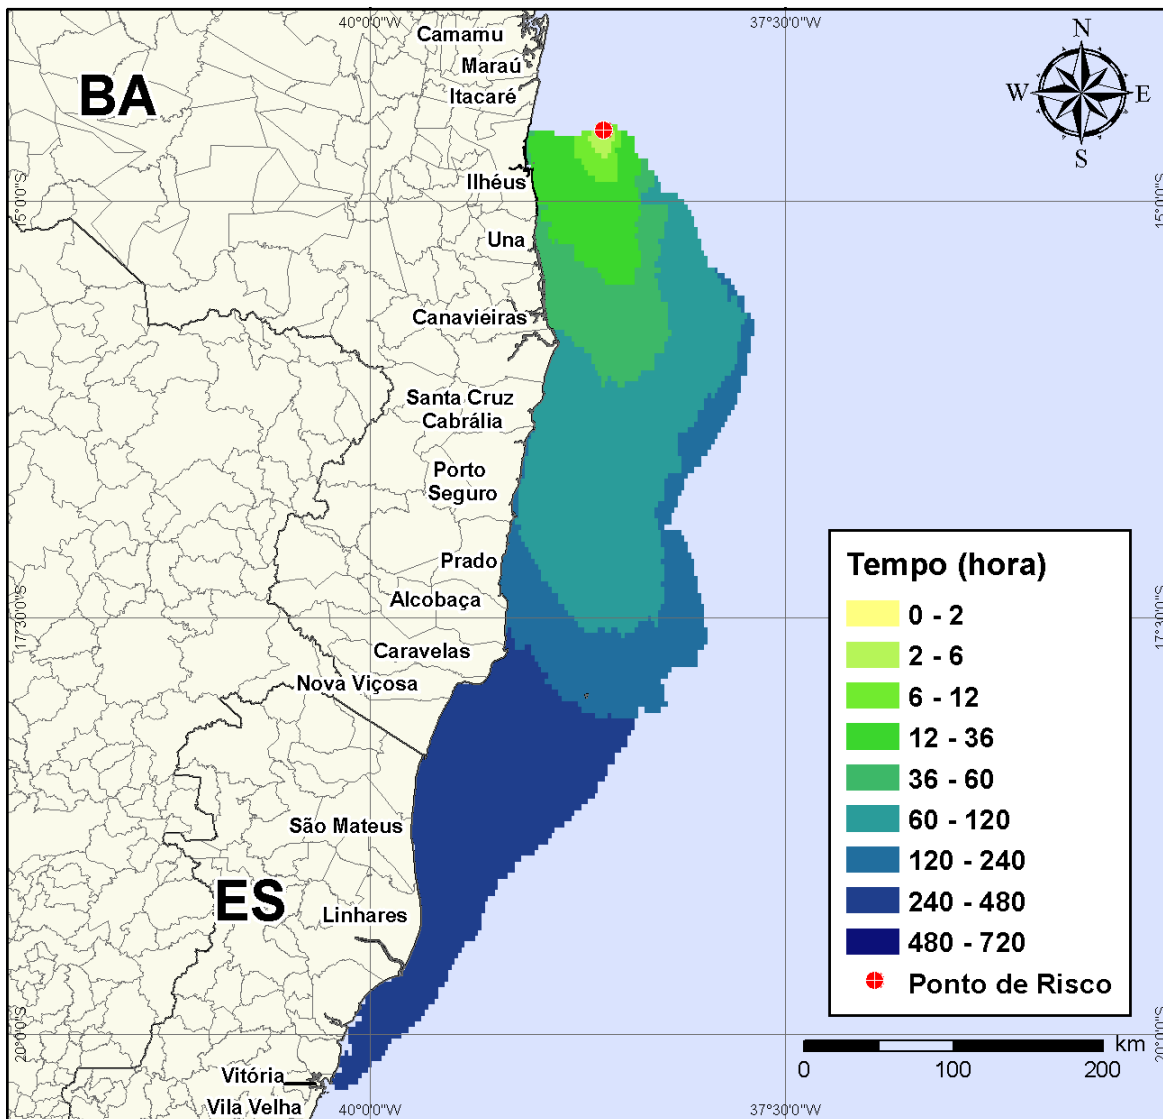 40°0'0"W
37°30'0"W
Camamu
Maraú
Itacaré
BA
N
W
E
S
Ilhéus
15°0'0"S
15°0'0"S
Una
Canavieiras
Santa Cruz
Cabrália
Porto
Seguro
Prado
Alcobaça
17°30'0"S
17°30'0"S
Caravelas
Nova Viçosa
São Mateus
ES
Linhares
20°0'0"S
20°0'0"S
Vitória
Vila Velha
Tempo (hora)
0 - 2
2 - 6
6 - 12
12 - 36
36 - 60
60 - 120
120 - 240
240 - 480
480 - 720
Ponto de Risco
km
0
100
200
40°0'0"W
37°30'0"W